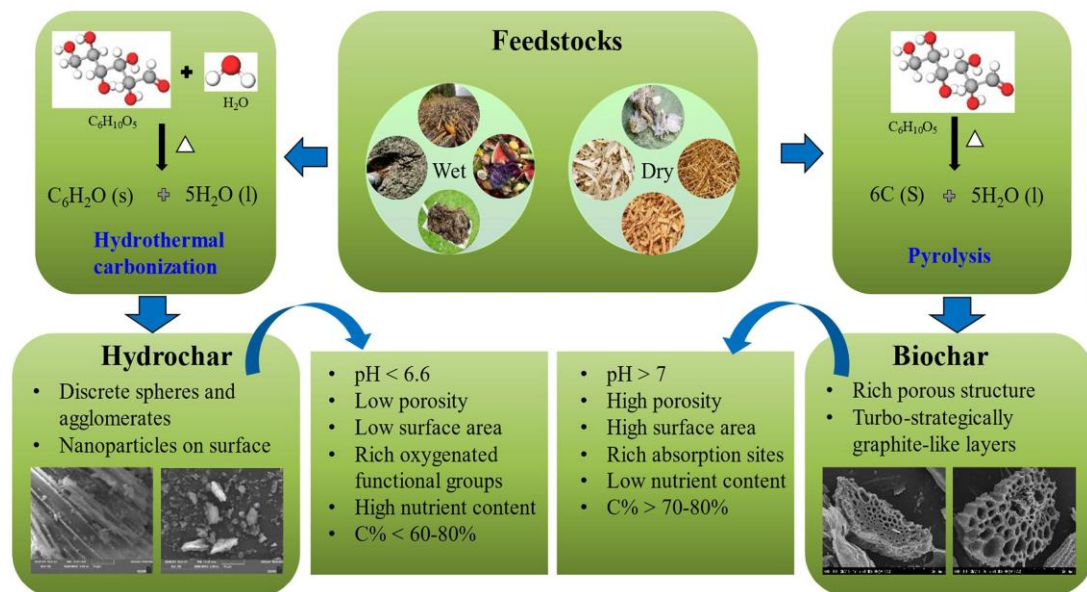 C₆H₁₀O₅
H₂O
C₆H₂O (s) + 5H₂O (l)
Hydrothermal
carbonization
Feedstocks
Wet
Dry
C₆H₁₀O₅
6C (S) + 5H₂O (l)
Pyrolysis
Hydrochar
• Discrete spheres and
agglomerates
• Nanoparticles on surface
• pH < 6.6
• Low porosity
• Low surface area
• Rich oxygenated
functional groups
• High nutrient content
• C% < 60-80%
• pH > 7
• High porosity
• High surface area
• Rich absorption sites
• Low nutrient content
• C% > 70-80%
Biochar
• Rich porous structure
• Turbo-strategically
graphite-like layers